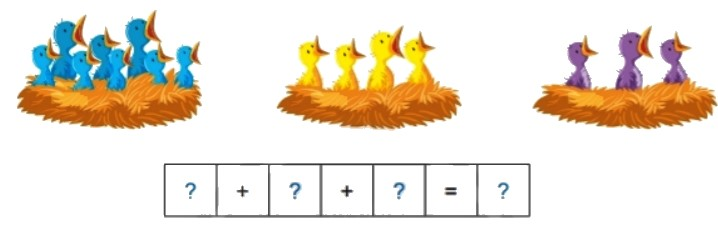 ? + ? + ? = ?